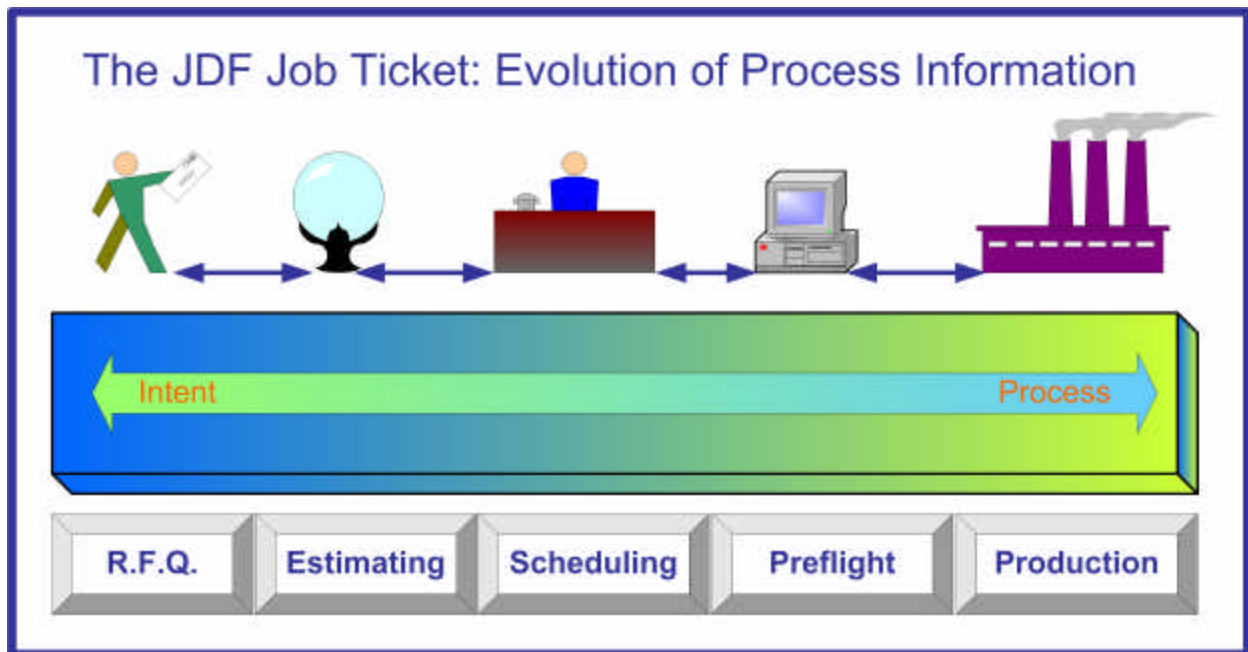 The JDF Job Ticket: Evolution of Process Information
Intent
Process
R.F.Q.
Estimating
Scheduling
Preflight
Production